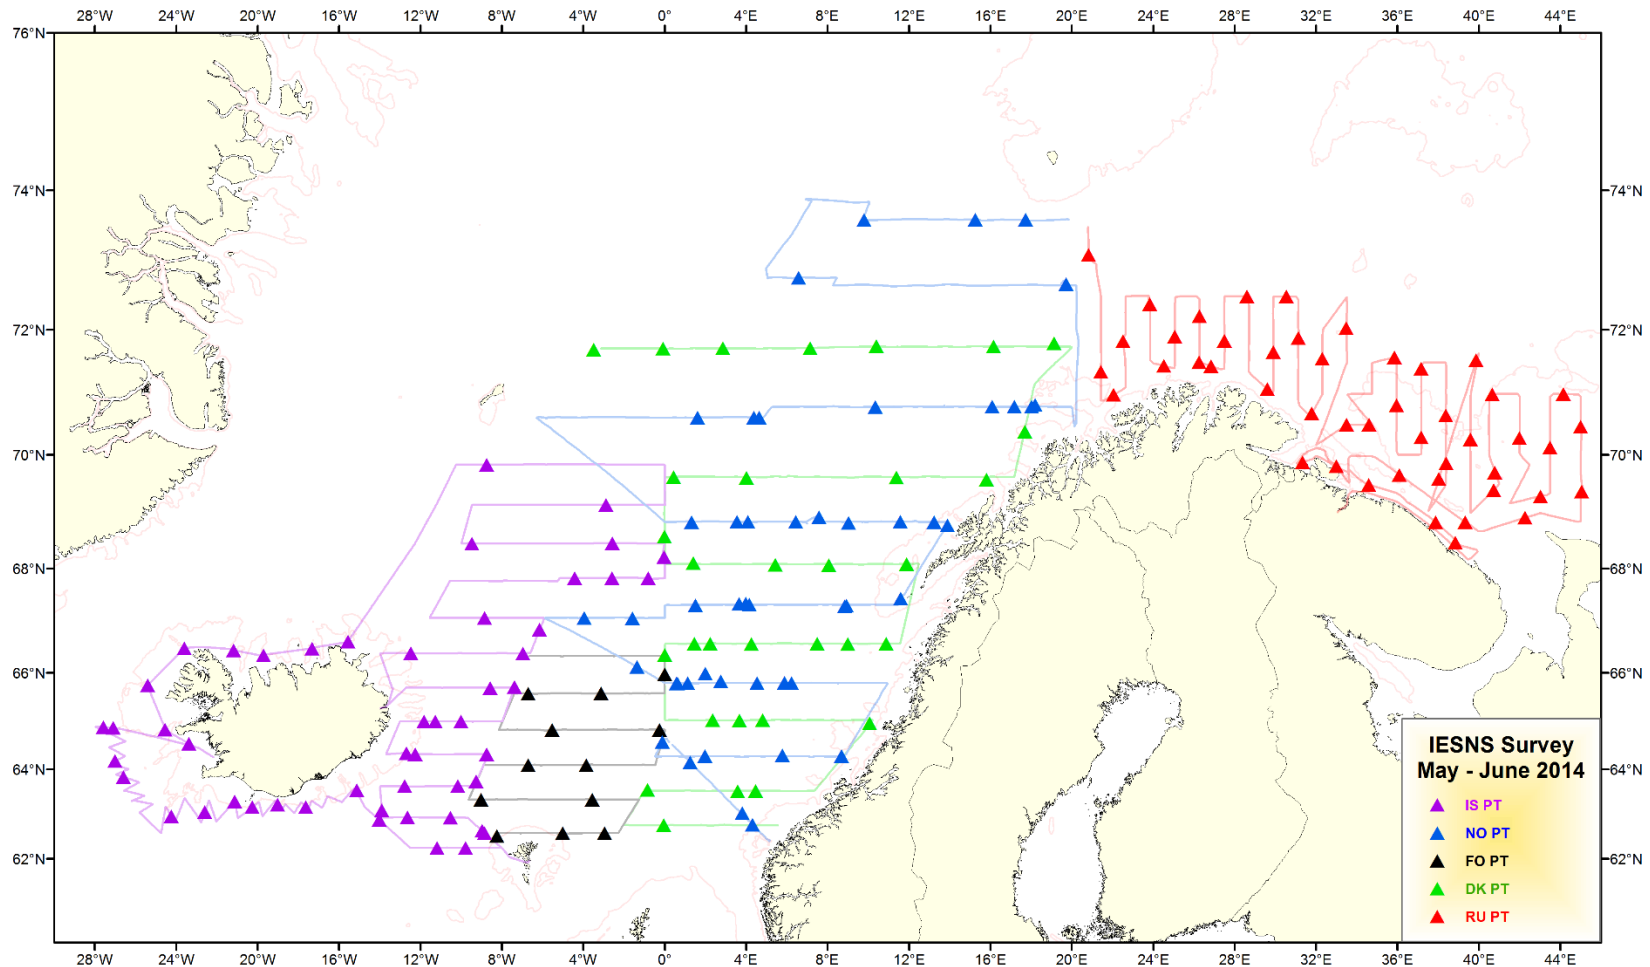 28°W 24°W 20°W 16°W 12°W 8°W 4°W 0° 4°E 8°E 12°E 16°E 20°E 24°E 28°E 32°E 36°E 40°E 44°E
76°N
74°N 74°N
72°N 72°N
70°N 70°N
68°N 68°N
66°N 66°N
64°N 64°N
62°N 62°N
IESNS Survey
May - June 2014
IS PT
NO PT
FO PT
DK PT
RU PT
28°W 24°W 20°W 16°W 12°W 8°W 4°W 0° 4°E 8°E 12°E 16°E 20°E 24°E 28°E 32°E 36°E 40°E 44°E